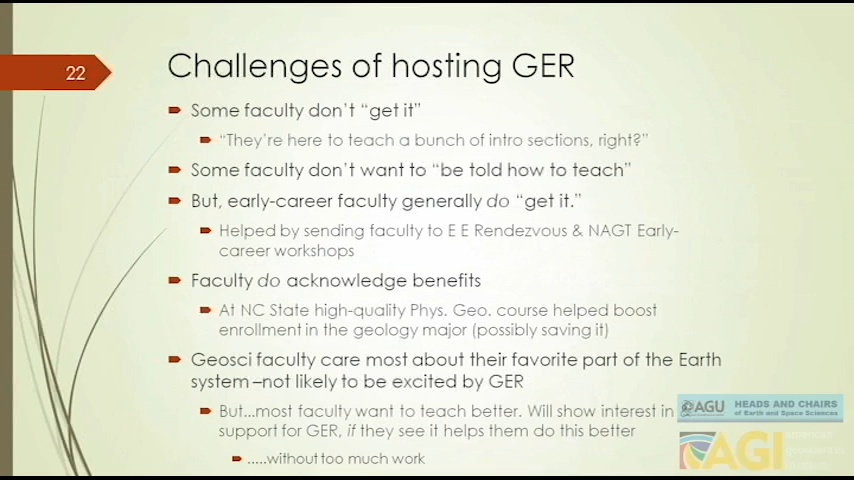 22
Challenges of hosting GER
Some faculty don't "get it"
"They're here to teach a bunch of intro sections, right?"
Some faculty don't want to "be told how to teach"
But, early-career faculty generally do "get it."
Helped by sending faculty to E E Rendezvous & NAGT Early-
career workshops
Faculty do acknowledge benefits
At NC State high-quality Phys. Geo. course helped boost
enrollment in the geology major (possibly saving it)
Geosci faculty care most about their favorite part of the Earth
system –not likely to be excited by GER
But...most faculty want to teach better. Will show interest in
support for GER, if they see it helps them do this better
.....without too much work
AGU
HEADS AND CHAIRS
of Earth and Space Sciences
AGI